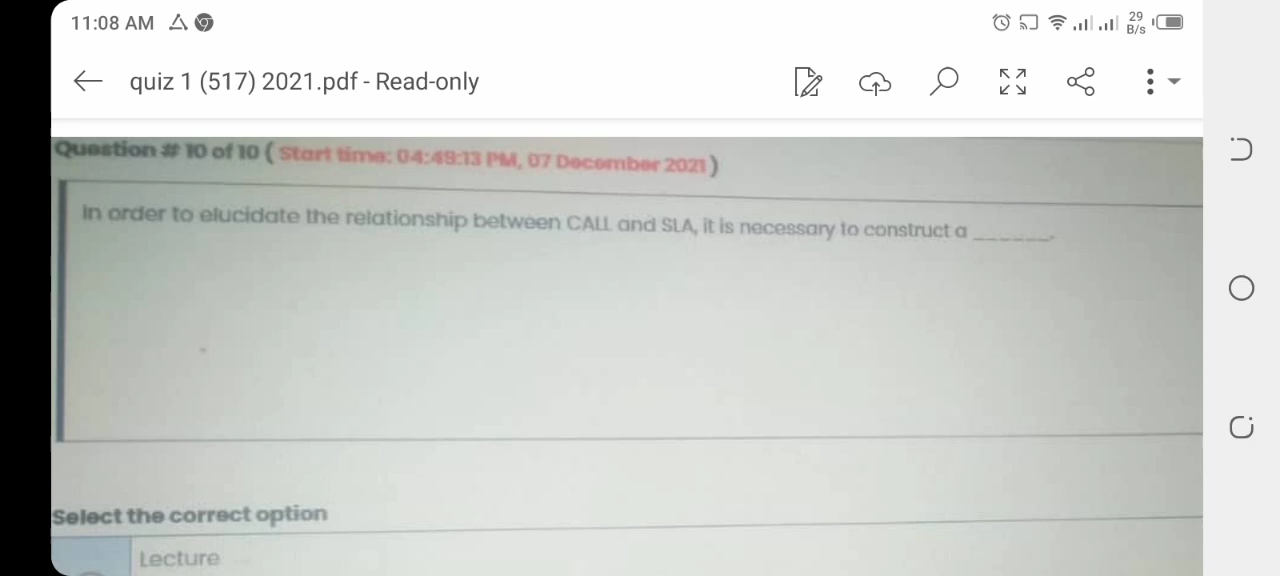 11:08 AM
29
B/s
quiz 1 (517) 2021.pdf - Read-only
Question # 10 of 10 ( Start time: 04:49:13 PM, 07 December 2021 )
In order to elucidate the relationship between CALL and SLA, it is necessary to construct a ______.
Select the correct option
Lecture